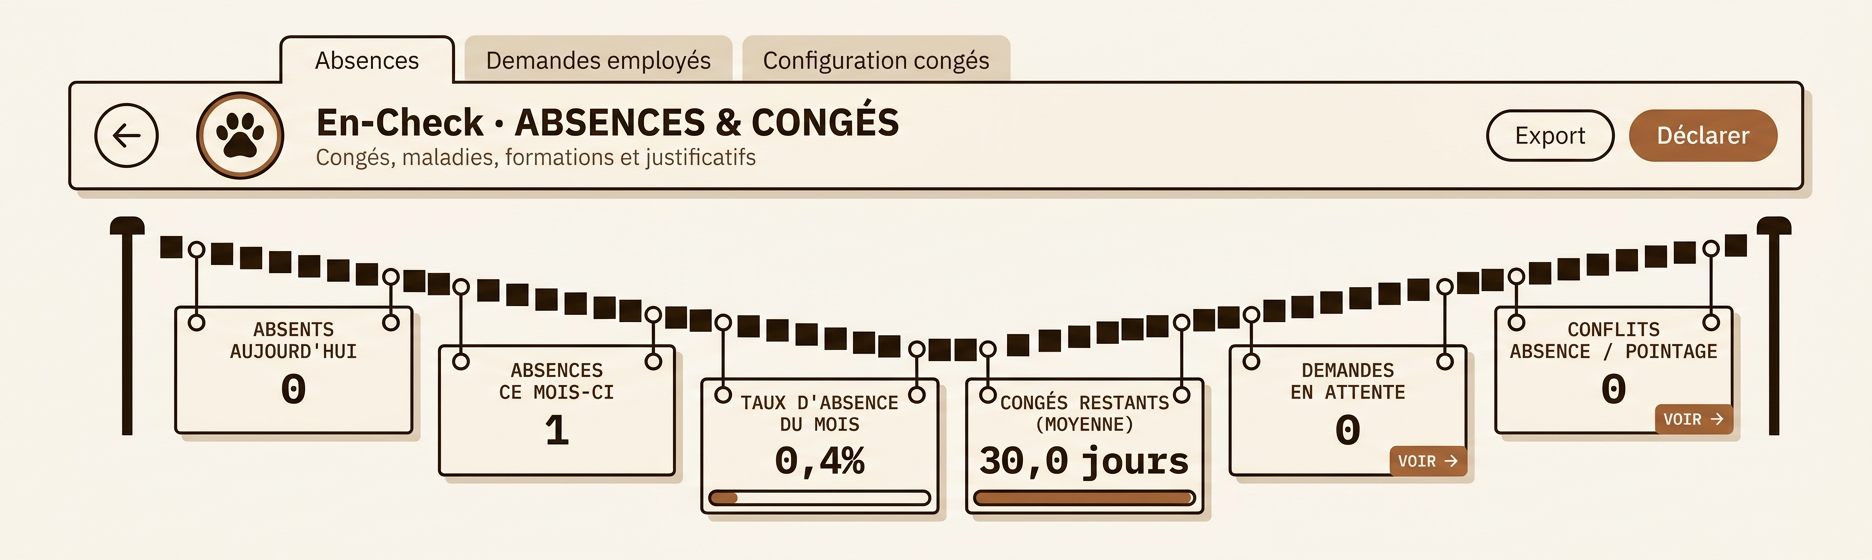 Absences
Demandes employés
Configuration congés
En-Check · ABSENCES & CONGÉS
Congés, maladies, formations et justificatifs
Export
Déclarer
ABSENTS
AUJOURD'HUI
0
ABSENCES
CE MOIS-CI
1
TAUX D'ABSENCE
DU MOIS
0,4%
CONGÉS RESTANTS
(MOYENNE)
30,0 jours
DEMANDES
EN ATTENTE
0
VOIR →
CONFLITS
ABSENCE / POINTAGE
0
VOIR →